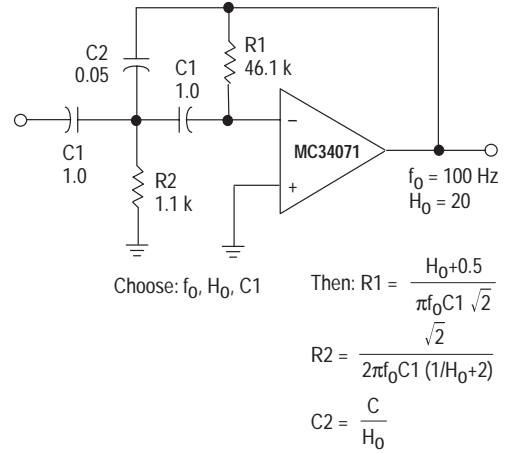 C2
0.05
C1
1.0
R1
46.1 k
C1
1.0
R2
1.1 k
–
+
MC34071
f0 = 100 Hz
H0 = 20
Choose: f0, H0, C1
Then: R1 = H0+0.5 / πf0C1 √2
R2 = √2 / 2πf0C1 (1/H0+2)
C2 = C / H0